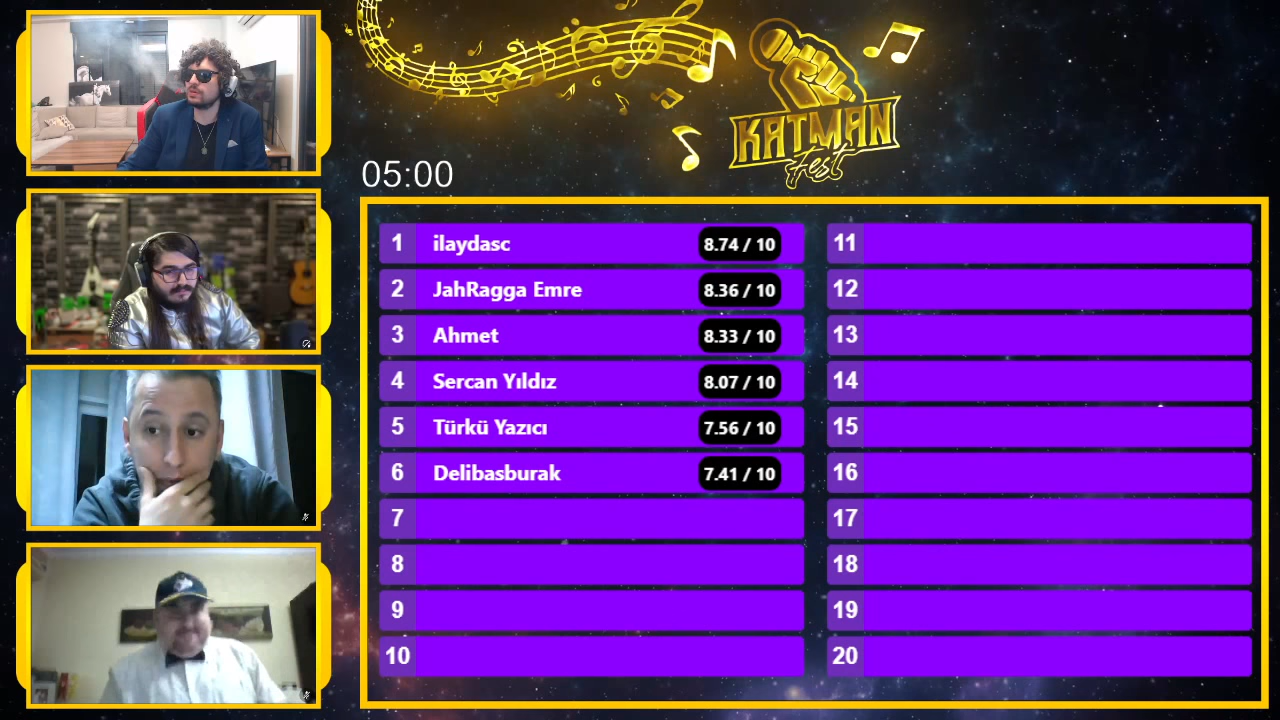 KATMAN
Fest
05:00
1 ilaydasc 8.74 / 10
2 JahRagga Emre 8.36 / 10
3 Ahmet 8.33 / 10
4 Sercan Yıldız 8.07 / 10
5 Türkü Yazıcı 7.56 / 10
6 Delibasburak 7.41 / 10
7
8
9
10
11
12
13
14
15
16
17
18
19
20